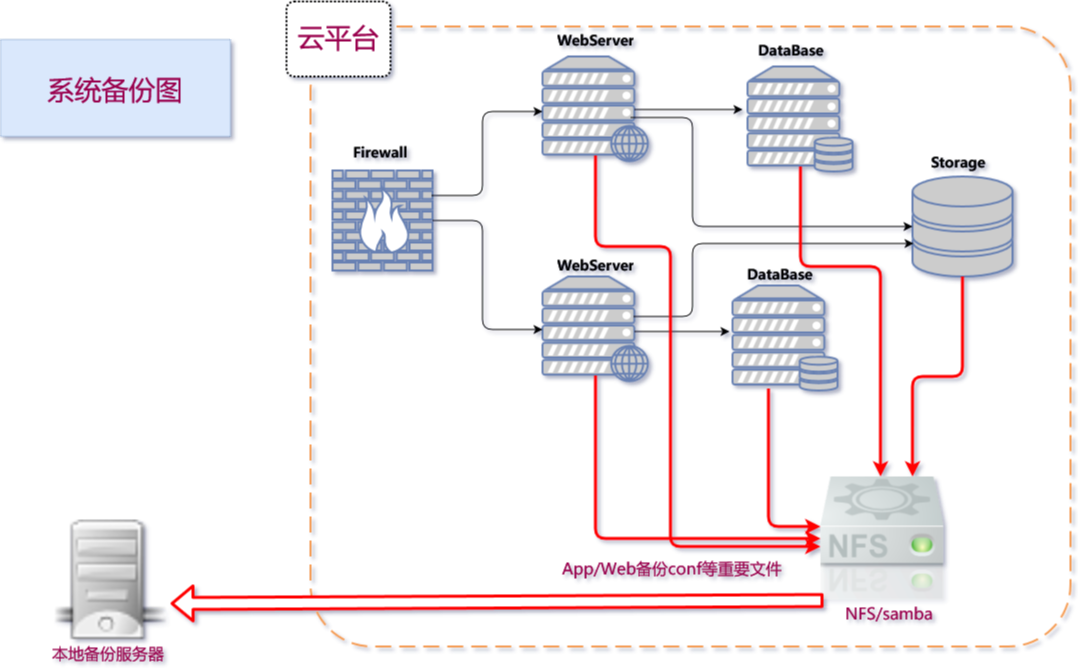 云平台
系统备份图
WebServer
DataBase
Firewall
Storage
WebServer
DataBase
NFS
App/Web备份conf等重要文件
NFS/samba
本地备份服务器